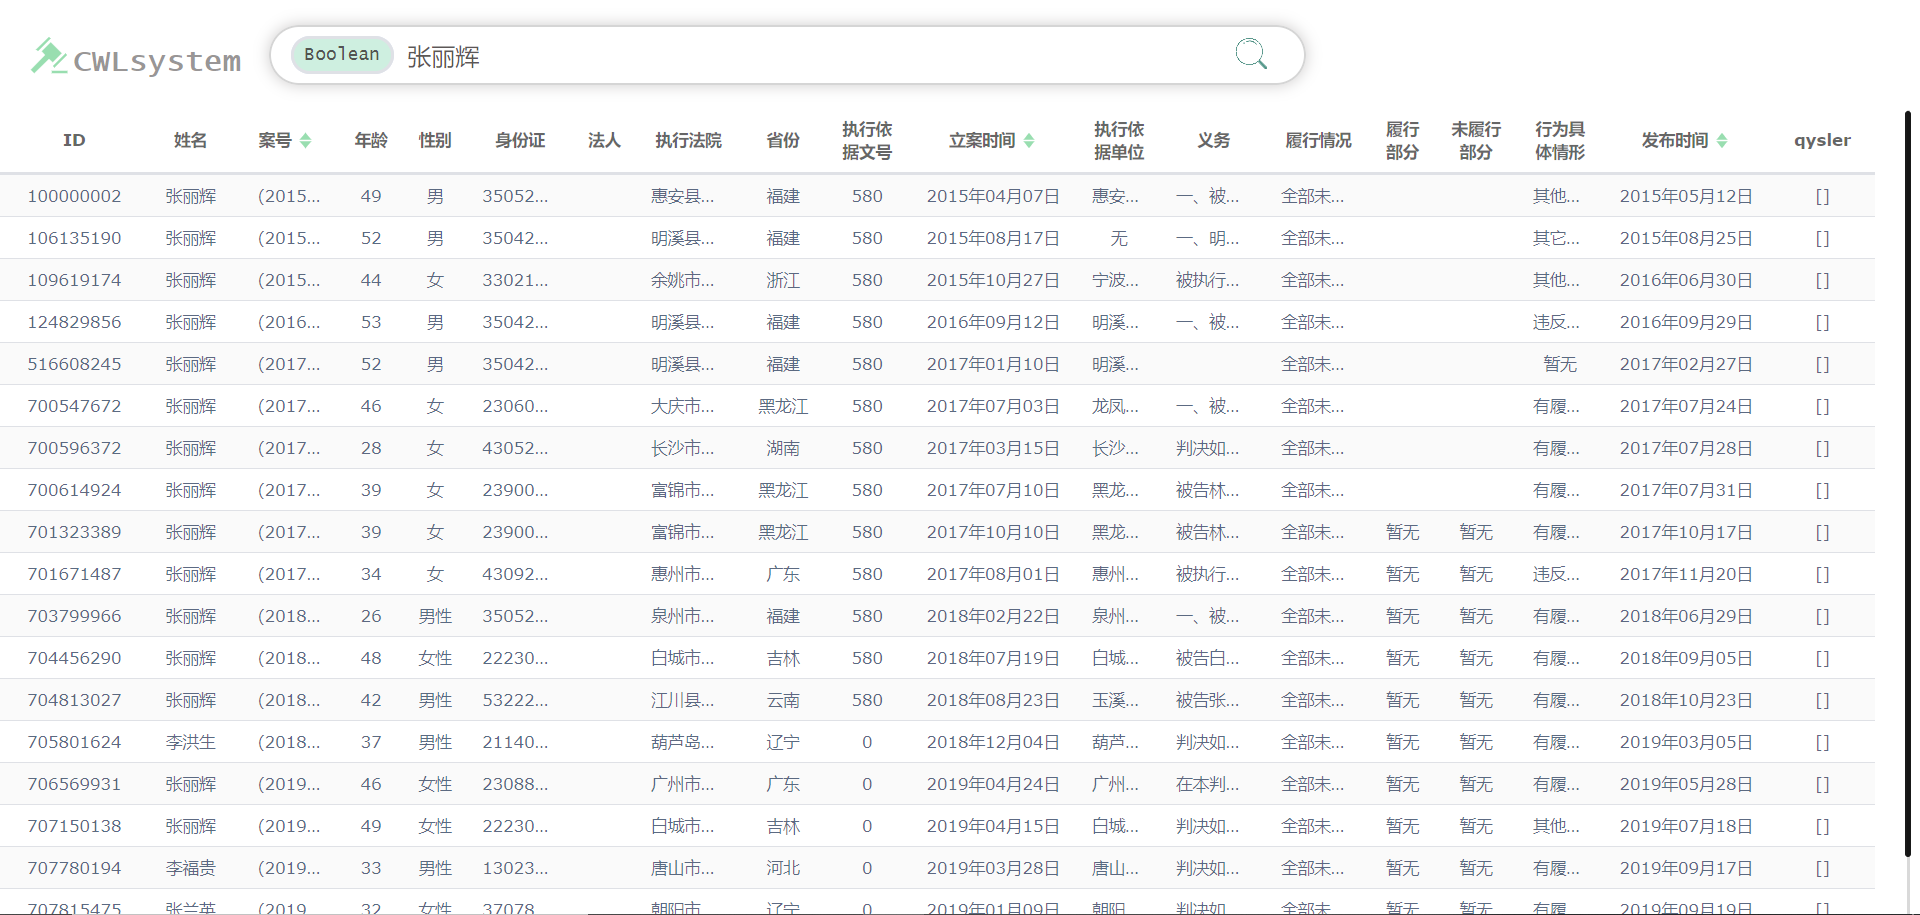 CWLsystem
Boolean 张丽辉
ID 姓名 案号 年龄 性别 身份证 法人 执行法院 省份 执行依据文号 立案时间 执行依据单位 义务 履行情况 履行部分 未履行部分 行为具体情形 发布时间 qysler
100000002 张丽辉 (2015... 49 男 35052... 惠安县... 福建 580 2015年04月07日 惠安... 一、被... 全部未... 其他... 2015年05月12日 []
106135190 张丽辉 (2015... 52 男 35042... 明溪县... 福建 580 2015年08月17日 无 一、明... 全部未... 其它... 2015年08月25日 []
109619174 张丽辉 (2015... 44 女 33021... 余姚市... 浙江 580 2015年10月27日 宁波... 被执行... 全部未... 其他... 2016年06月30日 []
124829856 张丽辉 (2016... 53 男 35042... 明溪县... 福建 580 2016年09月12日 明溪... 一、被... 全部未... 违反... 2016年09月29日 []
516608245 张丽辉 (2017... 52 男 35042... 明溪县... 福建 580 2017年01月10日 明溪... 全部未... 暂无 2017年02月27日 []
700547672 张丽辉 (2017... 46 女 23060... 大庆市... 黑龙江 580 2017年07月03日 龙凤... 一、被... 全部未... 有履... 2017年07月24日 []
700596372 张丽辉 (2017... 28 女 43052... 长沙市... 湖南 580 2017年03月15日 长沙... 判决如... 全部未... 有履... 2017年07月28日 []
700614924 张丽辉 (2017... 39 女 23900... 富锦市... 黑龙江 580 2017年07月10日 黑龙... 被告林... 全部未... 有履... 2017年07月31日 []
701323389 张丽辉 (2017... 39 女 23900... 富锦市... 黑龙江 580 2017年10月10日 黑龙... 被告林... 全部未... 暂无 暂无 有履... 2017年10月17日 []
701671487 张丽辉 (2017... 34 女 43092... 惠州市... 广东 580 2017年08月01日 惠州... 被执行... 全部未... 暂无 暂无 违反... 2017年11月20日 []
703799966 张丽辉 (2018... 26 男性 35052... 泉州市... 福建 580 2018年02月22日 泉州... 一、被... 全部未... 暂无 暂无 有履... 2018年06月29日 []
704456290 张丽辉 (2018... 48 女性 22230... 白城市... 吉林 580 2018年07月19日 白城... 被告白... 全部未... 暂无 暂无 有履... 2018年09月05日 []
704813027 张丽辉 (2018... 42 男性 53222... 江川县... 云南 580 2018年08月23日 玉溪... 被告张... 全部未... 暂无 暂无 有履... 2018年10月23日 []
705801624 李洪生 (2018... 37 男性 21140... 葫芦岛... 辽宁 0 2018年12月04日 葫芦... 判决如... 全部未... 暂无 暂无 有履... 2019年03月05日 []
706569931 张丽辉 (2019... 46 女性 23088... 广州市... 广东 0 2019年04月24日 广州... 在本判... 全部未... 暂无 暂无 有履... 2019年05月28日 []
707150138 张丽辉 (2019... 49 女性 22230... 白城市... 吉林 0 2019年04月15日 白城... 判决如... 全部未... 暂无 暂无 其他... 2019年07月18日 []
707780194 李福贵 (2019... 33 男性 13023... 唐山市... 河北 0 2019年03月28日 唐山... 判决如... 全部未... 暂无 暂无 有履... 2019年09月17日 []
707815475 张兰英 (2019... 32 女性 37078... 朝阳市... 辽宁 0 2019年01月09日 朝阳... 判决如... 全部未... 暂无 暂无 有履... 2019年09月19日 []